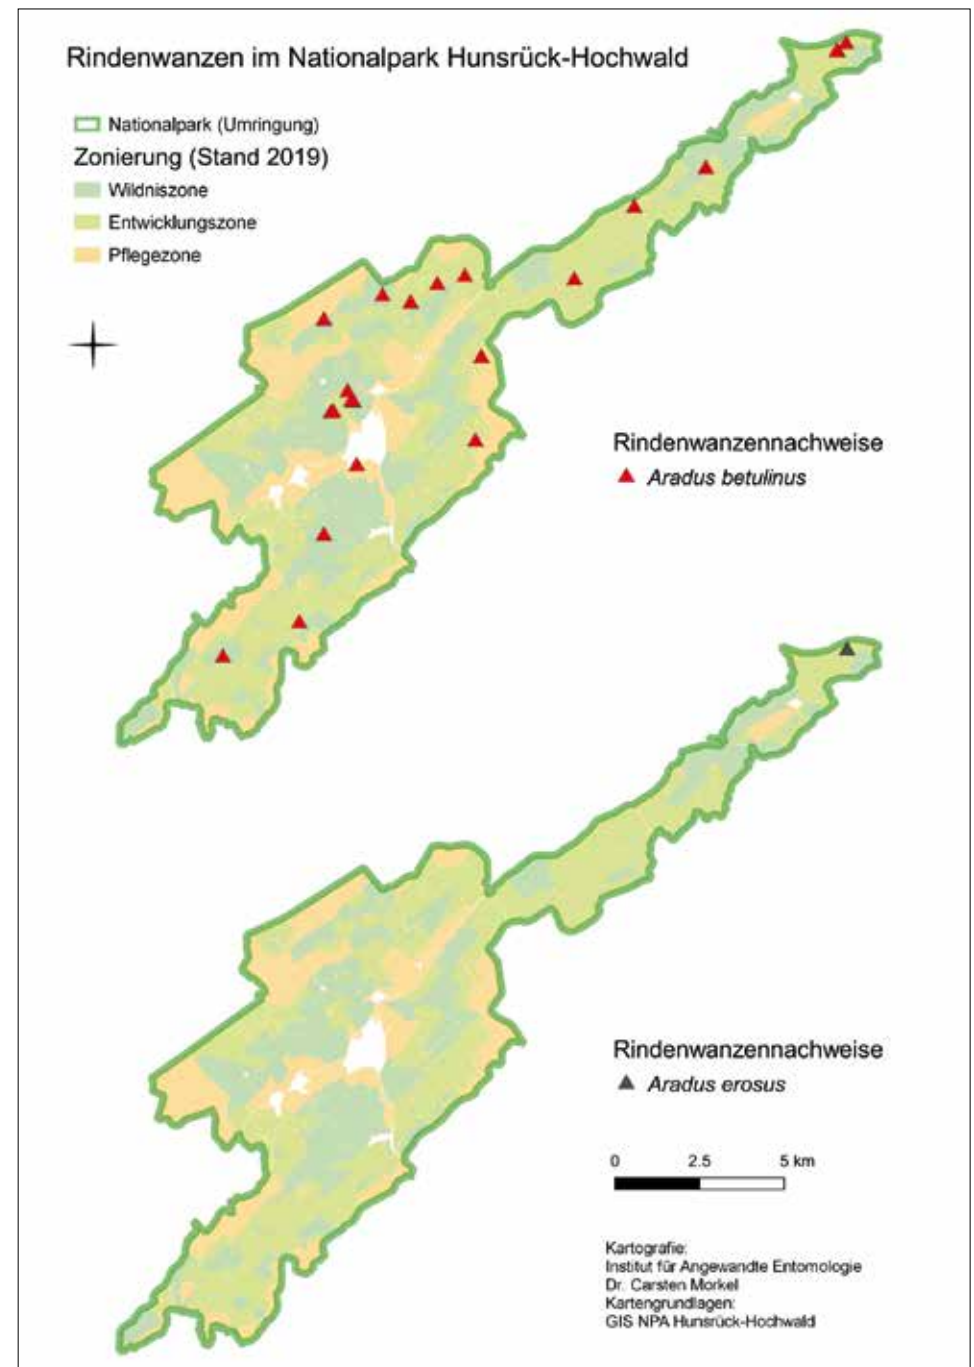 Rindenwanzen im Nationalpark Hunsrück-Hochwald
Nationalpark (Umringung)
Zonierung (Stand 2019)
Wildniszone
Entwicklungszone
Pflegezone
Rindenwanzennachweise
Aradus betulinus
Rindenwanzennachweise
Aradus erosus
0 2.5 5 km
Kartografie:
Institut für Angewandte Entomologie
Dr. Carsten Morkel
Kartengrundlagen:
GIS NPA Hunsrück-Hochwald